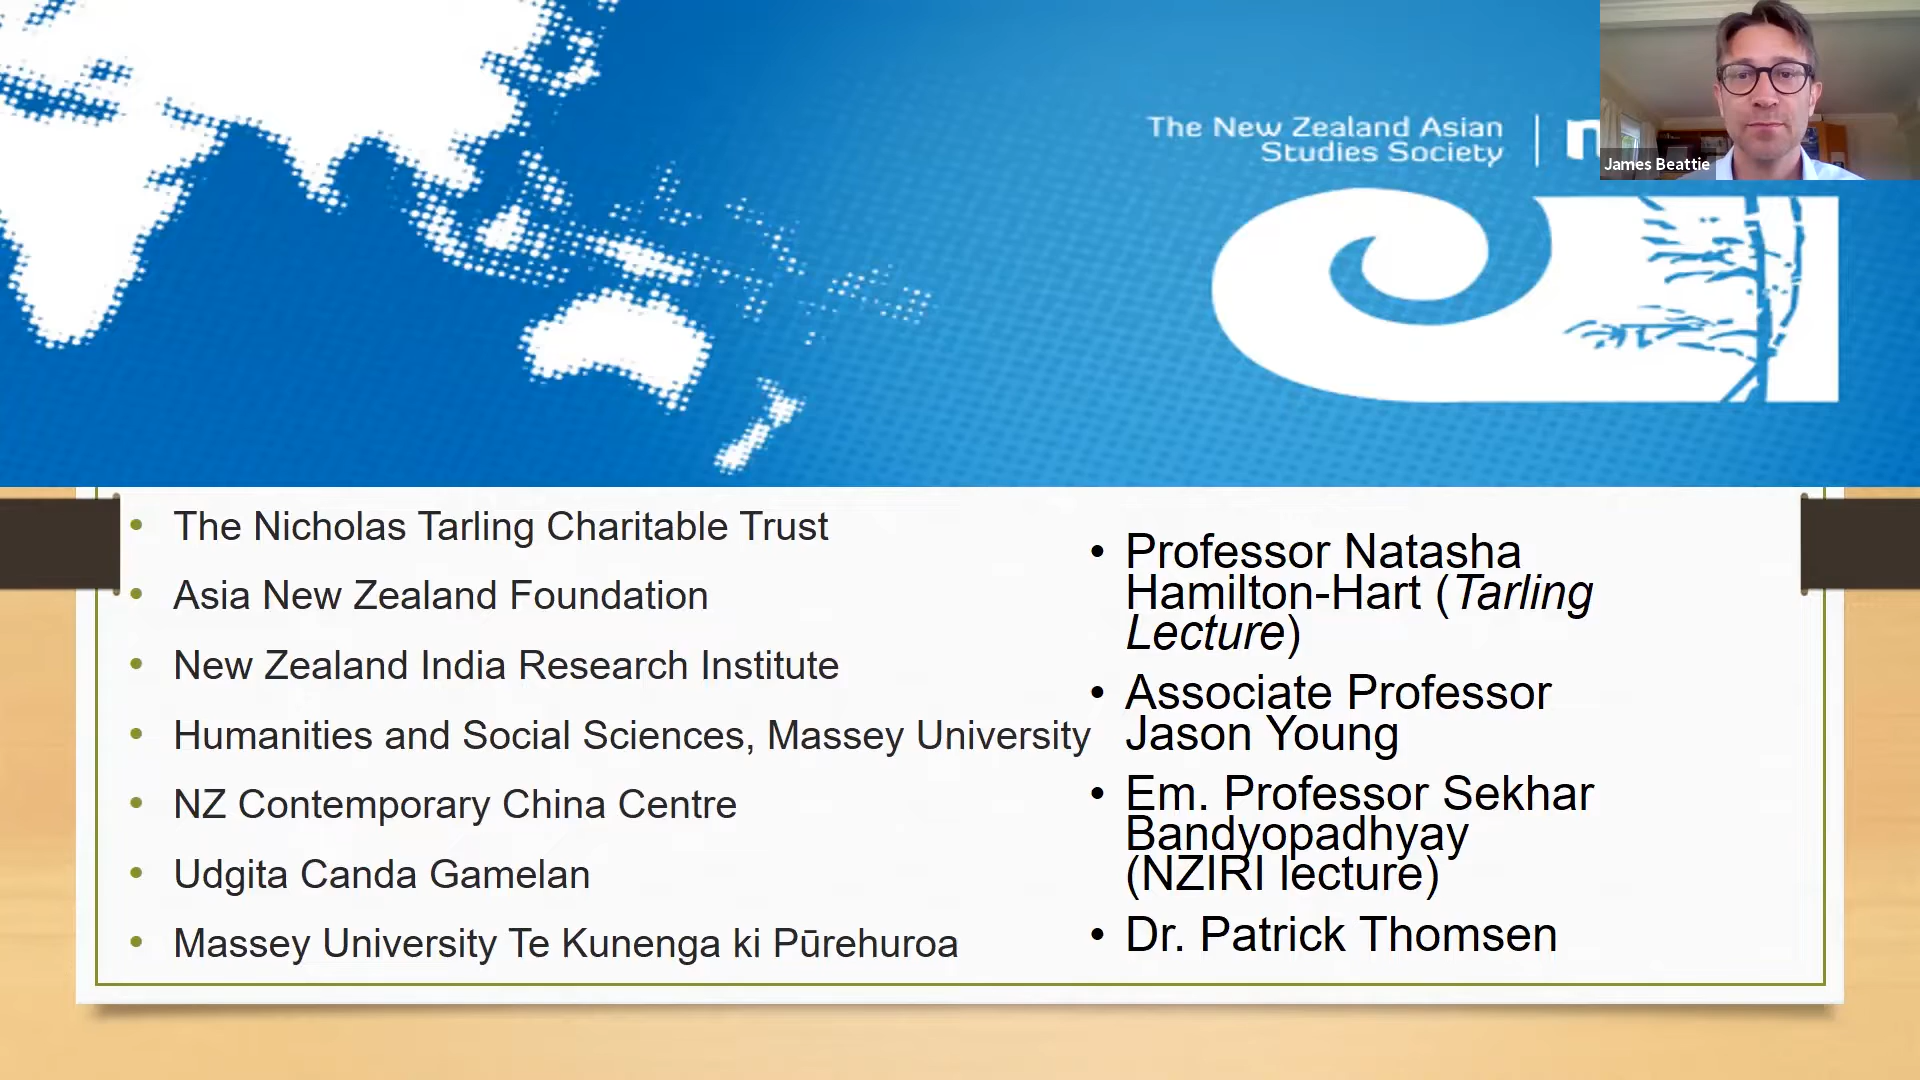 The New Zealand Asian
Studies Society
James Beattie
The Nicholas Tarling Charitable Trust
Asia New Zealand Foundation
New Zealand India Research Institute
Humanities and Social Sciences, Massey University
NZ Contemporary China Centre
Udgita Canda Gamelan
Massey University Te Kunenga ki Pūrehuroa
Professor Natasha
Hamilton-Hart (Tarling
Lecture)
Associate Professor
Jason Young
Em. Professor Sekhar
Bandyopadhyay
(NZIRI lecture)
Dr. Patrick Thomsen